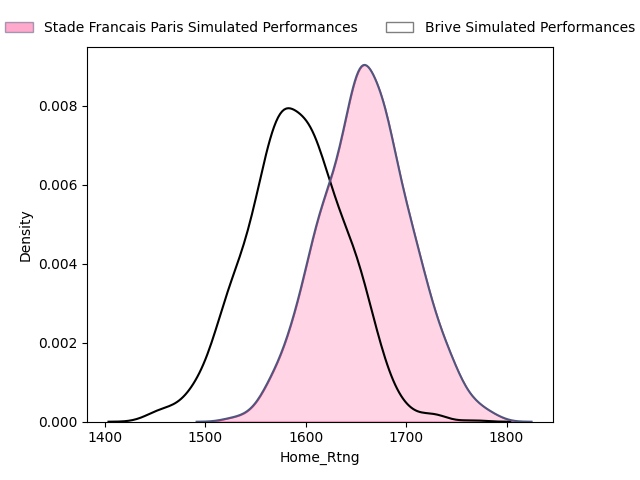 Stade Francais Paris Simulated Performances
Brive Simulated Performances
0.008
0.006
0.004
0.002
0.000
Density
1400 1500 1600 1700 1800
Home_Rtng